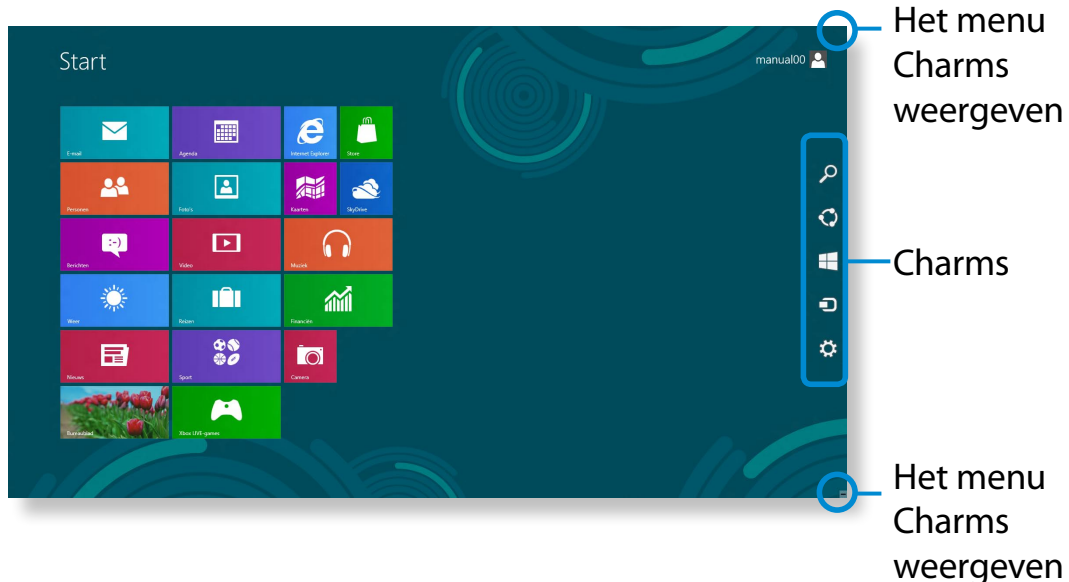 Het menu
Charms
weergeven
Start
manual00
E-mail
Agenda
Internet Explorer
Store
Personen
Foto's
Kaarten
SkyDrive
:-)
Berichten
Video
Muziek
Weer
Reizen
Financiën
Nieuws
Sport
Camera
Bureaublad
Xbox LIVE-games
Charms
Het menu
Charms
weergeven